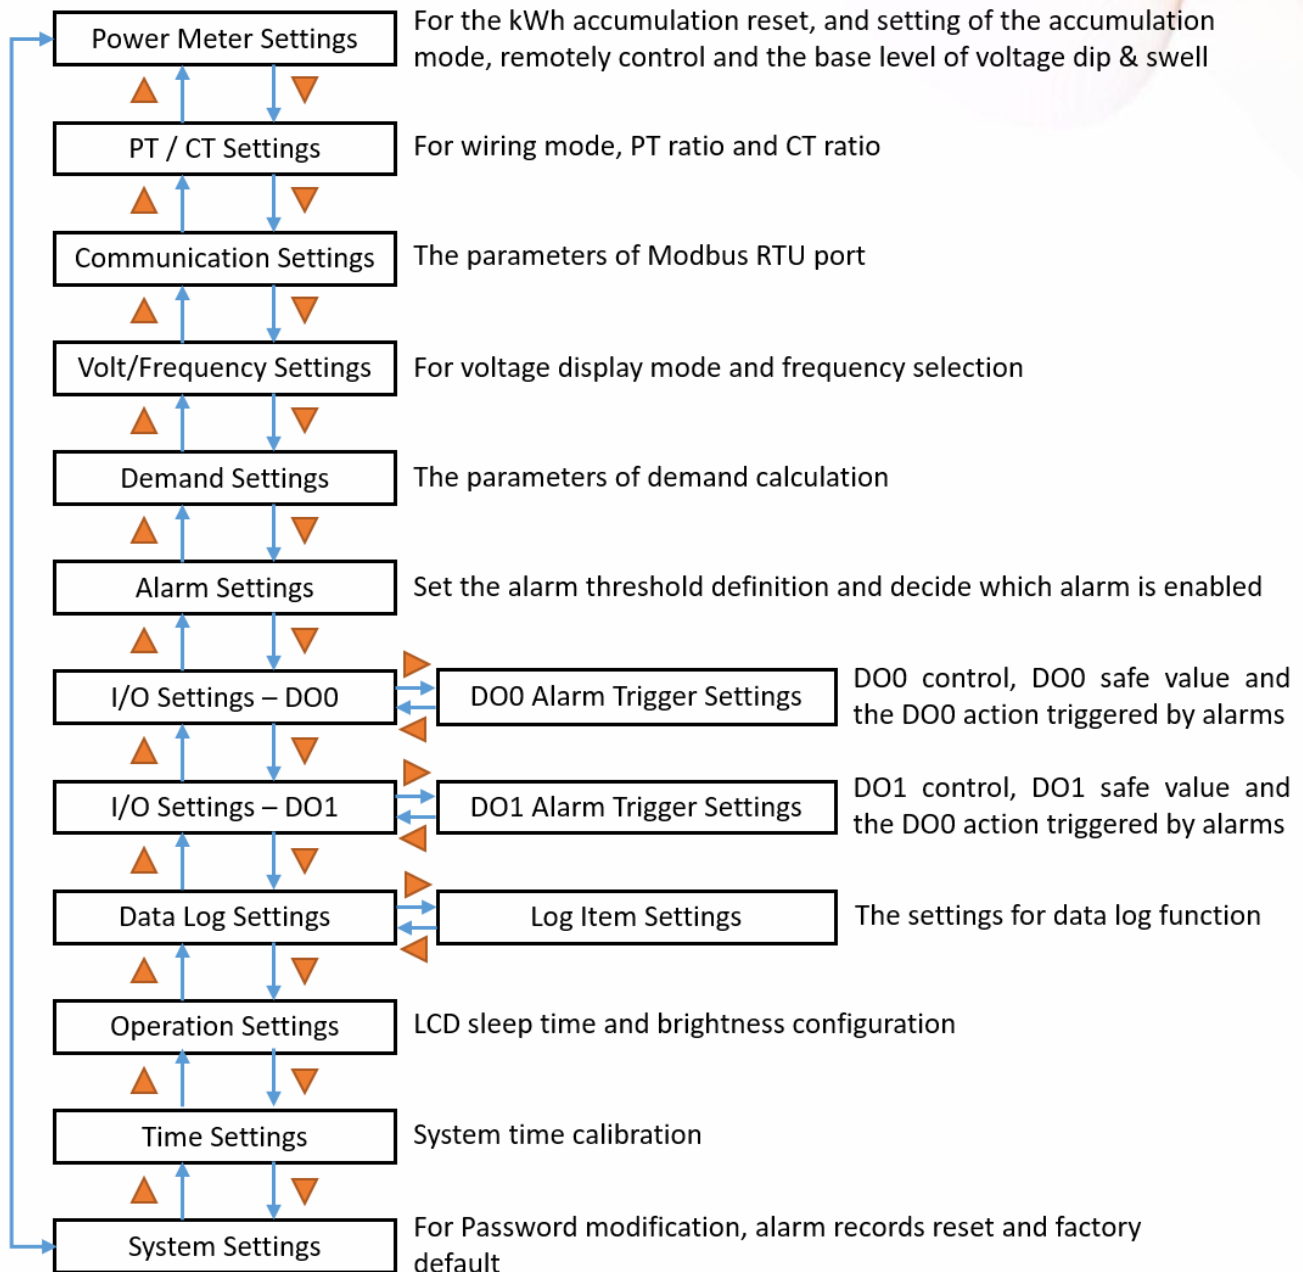 Power Meter Settings
For the kWh accumulation reset, and setting of the accumulation
mode, remotely control and the base level of voltage dip & swell
PT / CT Settings
For wiring mode, PT ratio and CT ratio
Communication Settings
The parameters of Modbus RTU port
Volt/Frequency Settings
For voltage display mode and frequency selection
Demand Settings
The parameters of demand calculation
Alarm Settings
Set the alarm threshold definition and decide which alarm is enabled
I/O Settings – DO0
DO0 Alarm Trigger Settings
DO0 control, DO0 safe value and
the DO0 action triggered by alarms
I/O Settings – DO1
DO1 Alarm Trigger Settings
DO1 control, DO1 safe value and
the DO0 action triggered by alarms
Data Log Settings
Log Item Settings
The settings for data log function
Operation Settings
LCD sleep time and brightness configuration
Time Settings
System time calibration
System Settings
For Password modification, alarm records reset and factory
default